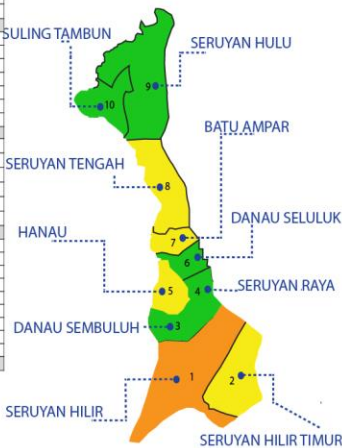 SULING TAMBUN
SERUYAN HULU
9
10
BATU AMPAR
SERUYAN TENGAH
8
DANAU SELULUK
HANAU
7
6
SERUYAN RAYA
5
4
DANAU SEMBULUH
3
1
2
SERUYAN HILIR
SERUYAN HILIR TIMUR